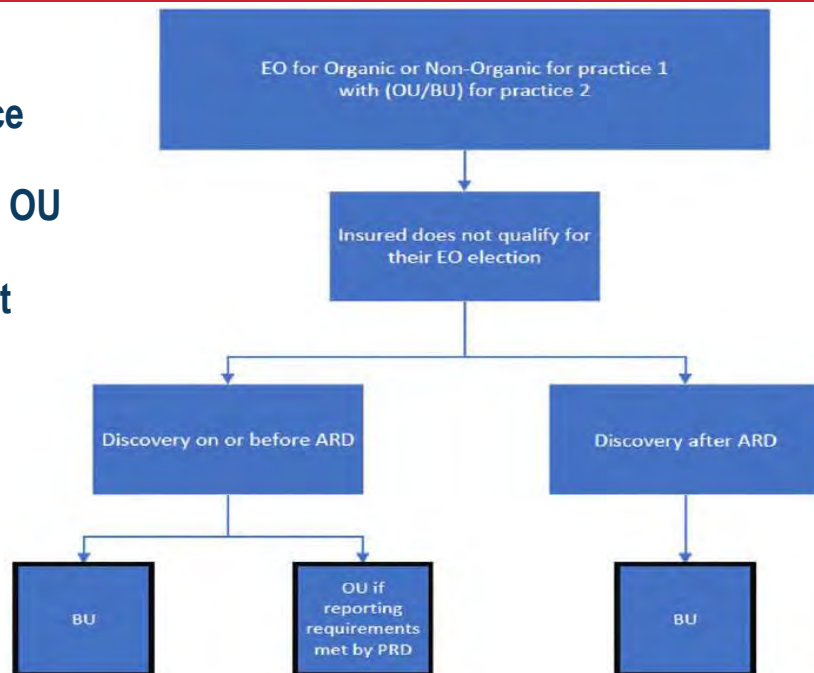 ce
OU
t
EO for Organic or Non-Organic for practice 1
with (OU/BU) for practice 2
Insured does not qualify for
their EO election
Discovery on or before ARD
Discovery after ARD
BU
OU if
reporting
requirements
met by PRD
BU